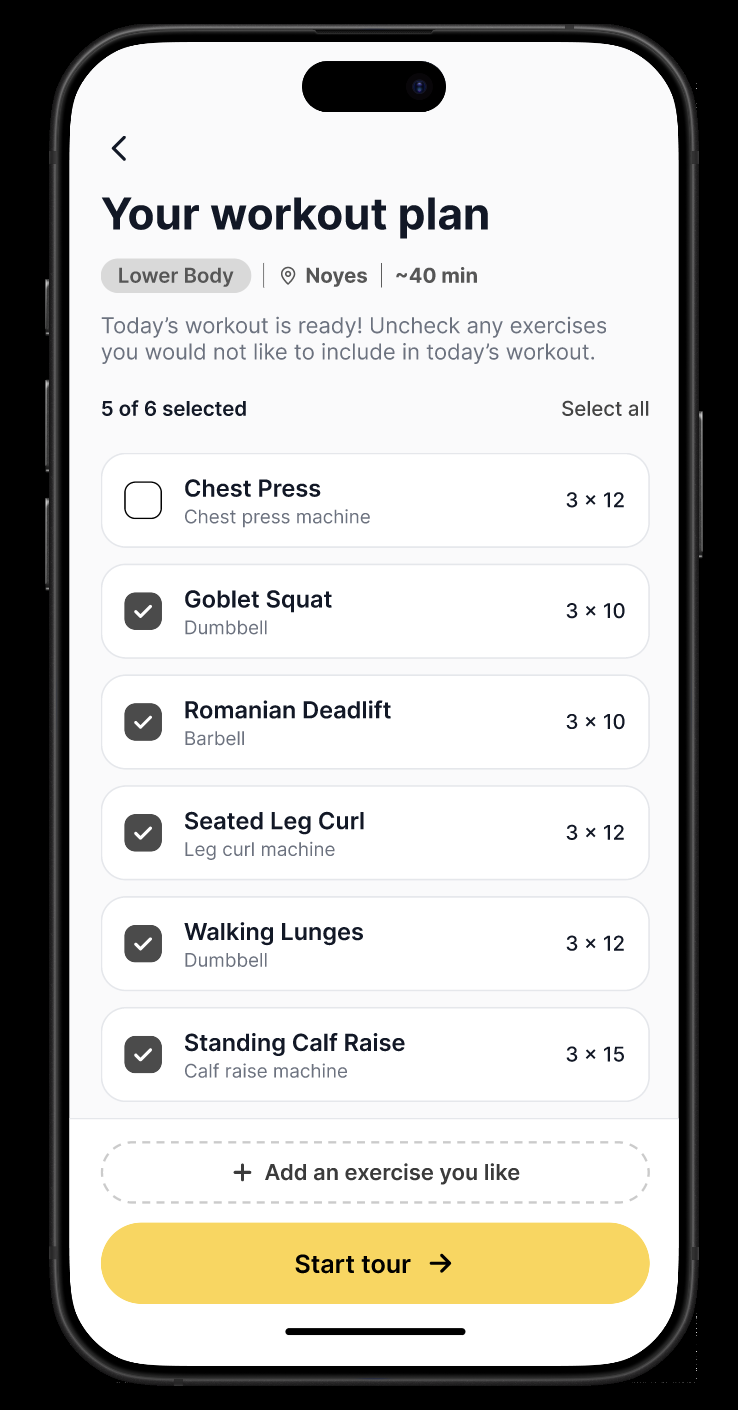 Your workout plan
Lower Body | Noyes | ~40 min
Today’s workout is ready! Uncheck any exercises
you would not like to include in today’s workout.
5 of 6 selected Select all
Chest Press
Chest press machine
3 × 12
Goblet Squat
Dumbbell
3 × 10
Romanian Deadlift
Barbell
3 × 10
Seated Leg Curl
Leg curl machine
3 × 12
Walking Lunges
Dumbbell
3 × 12
Standing Calf Raise
Calf raise machine
3 × 15
+ Add an exercise you like
Start tour →